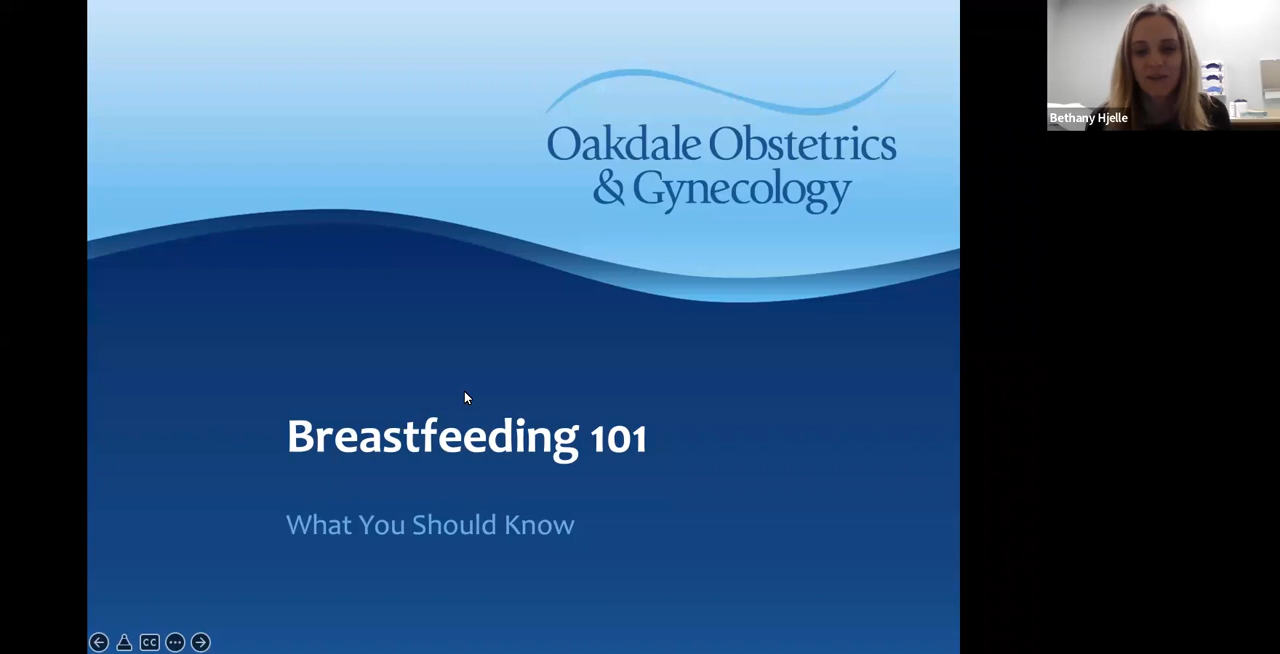 Oakdale Obstetrics
& Gynecology
Bethany Hjelle
Breastfeeding 101
What You Should Know
CC